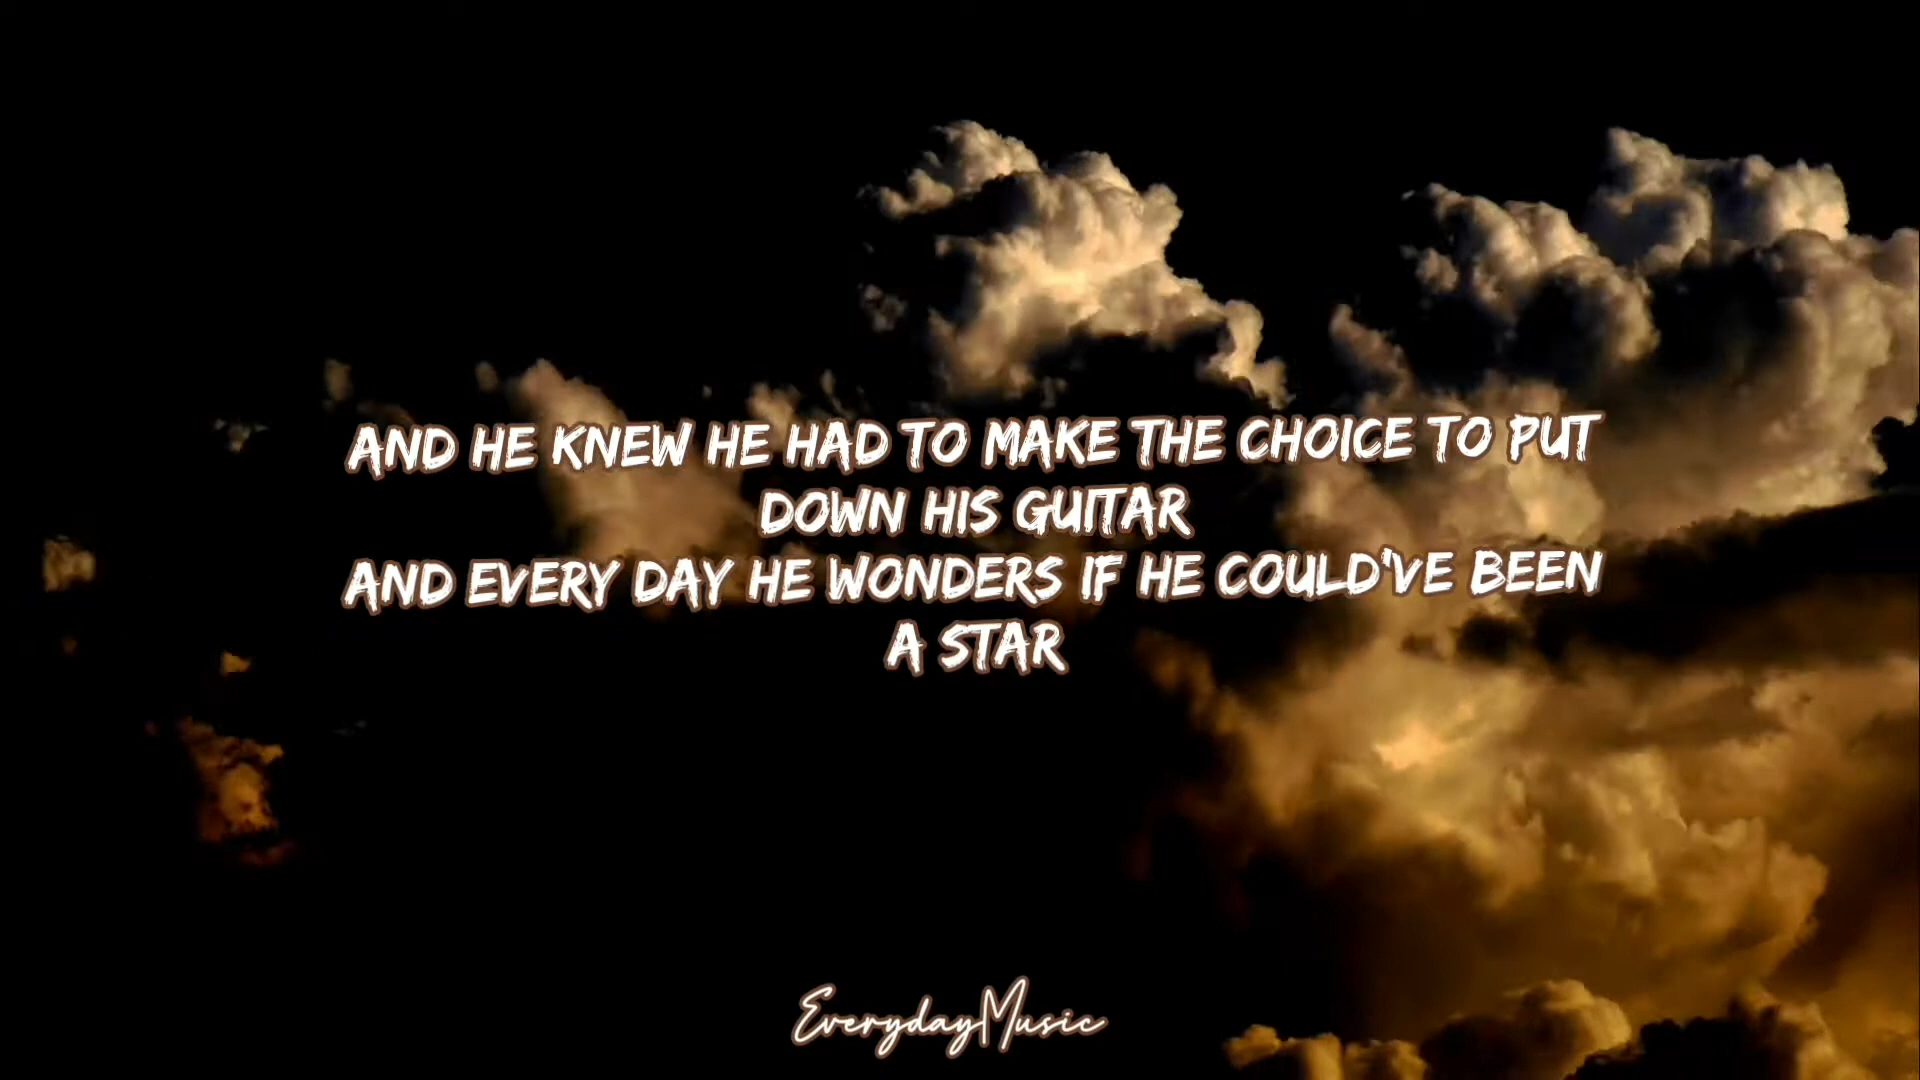 AND HE KNEW HE HAD TO MAKE THE CHOICE TO PUT
DOWN HIS GUITAR
AND EVERY DAY HE WONDERS IF HE COULD'VE BEEN
A STAR
EverydayMusic